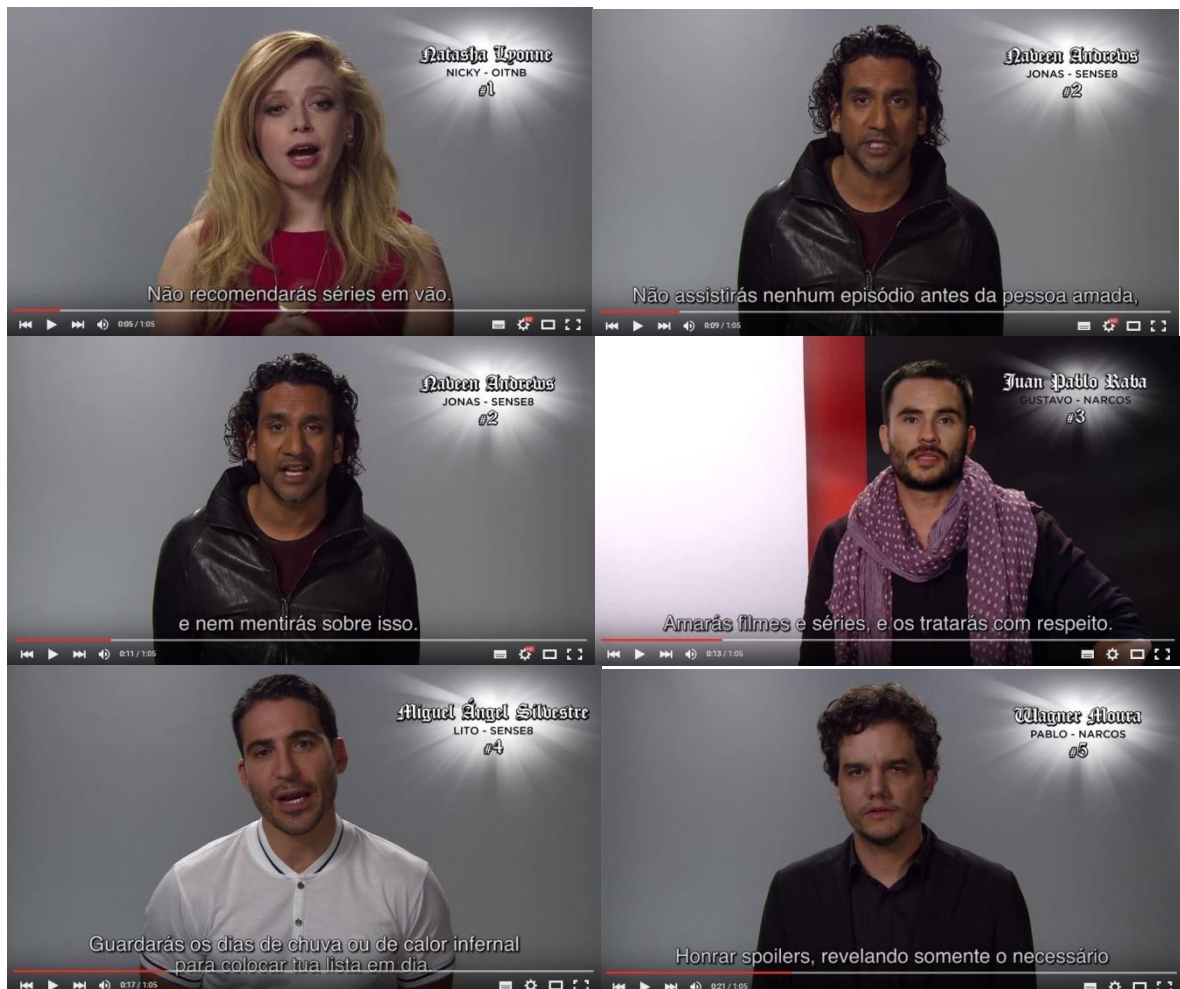 Natasha Lyonne
NICKY - OITNB
#1
Não recomendarás séries em vão.
0:05 / 1:05
HD
Naveen Andrews
JONAS - SENSE8
#2
Não assistirás nenhum episódio antes da pessoa amada,
0:09 / 1:05
HD
Naveen Andrews
JONAS - SENSE8
#2
e nem mentirás sobre isso.
0:11 / 1:05
HD
Juan Pablo Raba
GUSTAVO - NARCOS
#3
Amarás filmes e séries, e os tratarás com respeito.
0:13 / 1:05
Miguel Ángel Silvestre
LITO - SENSE8
#4
Guardarás os dias de chuva ou de calor infernal
para colocar tua lista em dia.
0:17 / 1:05
Wagner Moura
PABLO - NARCOS
#5
Honrar spoilers, revelando somente o necessário
0:21 / 1:05